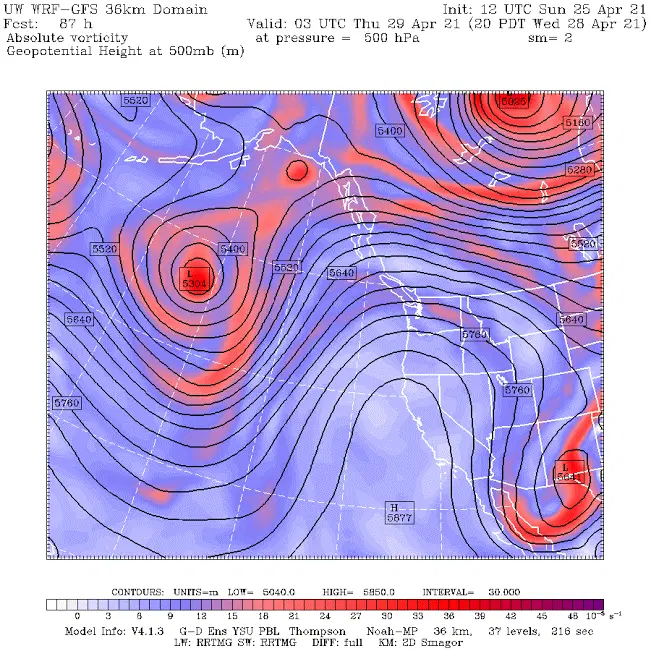 UW WRF-GFS 36km Domain Init: 12 UTC Sun 25 Apr 21
Fcst: 87 h Valid: 03 UTC Thu 29 Apr 21 (20 PDT Wed 28 Apr 21)
Absolute vorticity at pressure = 500 hPa sm= 2
Geopotential Height at 500mb (m)
5520
5400
5160
5280
5520
5400
5520
5640
5520
L
5304
5640
5640
5760
5760
5760
L
H
5877
CONTOURS: UNITS=m LOW= 5040.0 HIGH= 5850.0 INTERVAL= 30.000
0 3 6 9 12 15 18 21 24 27 30 33 36 39 42 45 48 10⁻⁵ s⁻¹
Model Info: V4.1.3 G-D Ens YSU PBL Thompson Noah-MP 36 km, 37 levels, 216 sec
LW: RRTMG SW: RRTMG DIFF: full KM: 2D Smagor